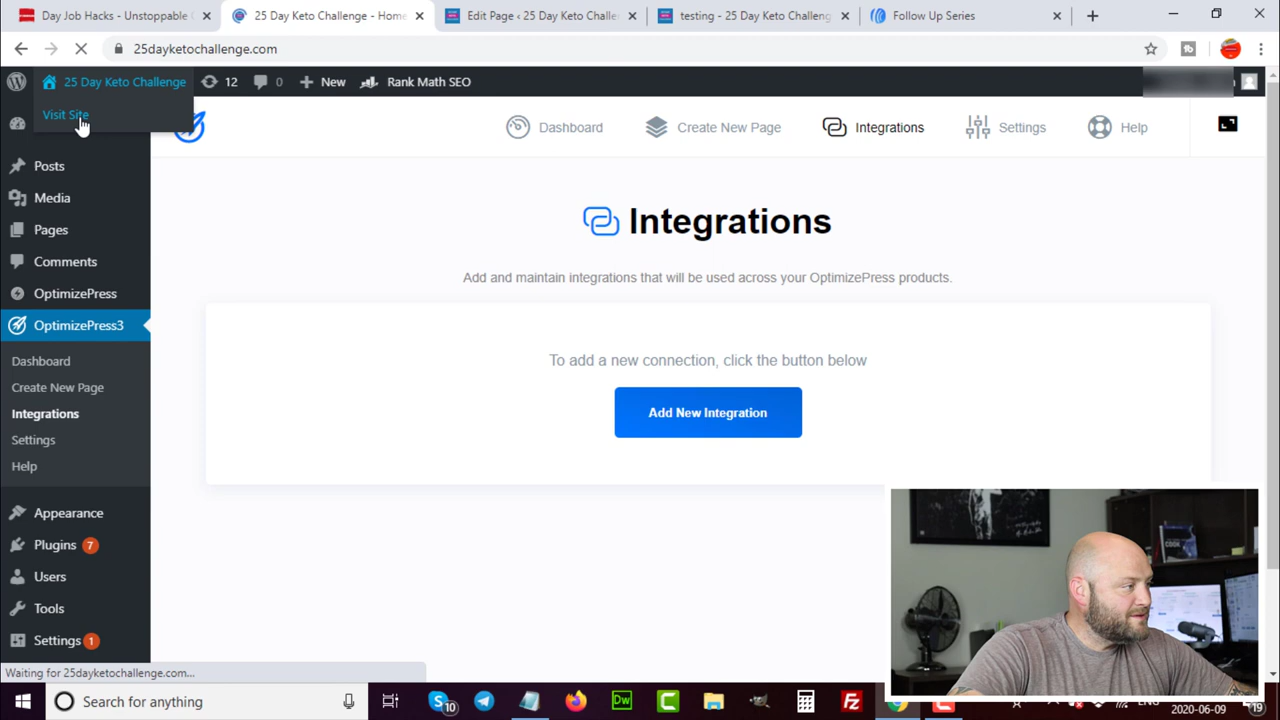 Day Job Hacks - Unstoppable
25 Day Keto Challenge - Home
Edit Page ‹ 25 Day Keto Challe
testing - 25 Day Keto Challeng
Follow Up Series
25dayketochallenge.com
25 Day Keto Challenge
12
0
New
Rank Math SEO
Visit Site
Dashboard
Create New Page
Integrations
Settings
Help
Posts
Media
Pages
Comments
OptimizePress
OptimizePress3
Dashboard
Create New Page
Integrations
Settings
Help
Appearance
Plugins 7
Users
Tools
Settings 1
Integrations
Add and maintain integrations that will be used across your OptimizePress products.
To add a new connection, click the button below
Add New Integration
Waiting for 25dayketochallenge.com...
Search for anything
10
Dw
Fz
ENG
2020-06-09
19